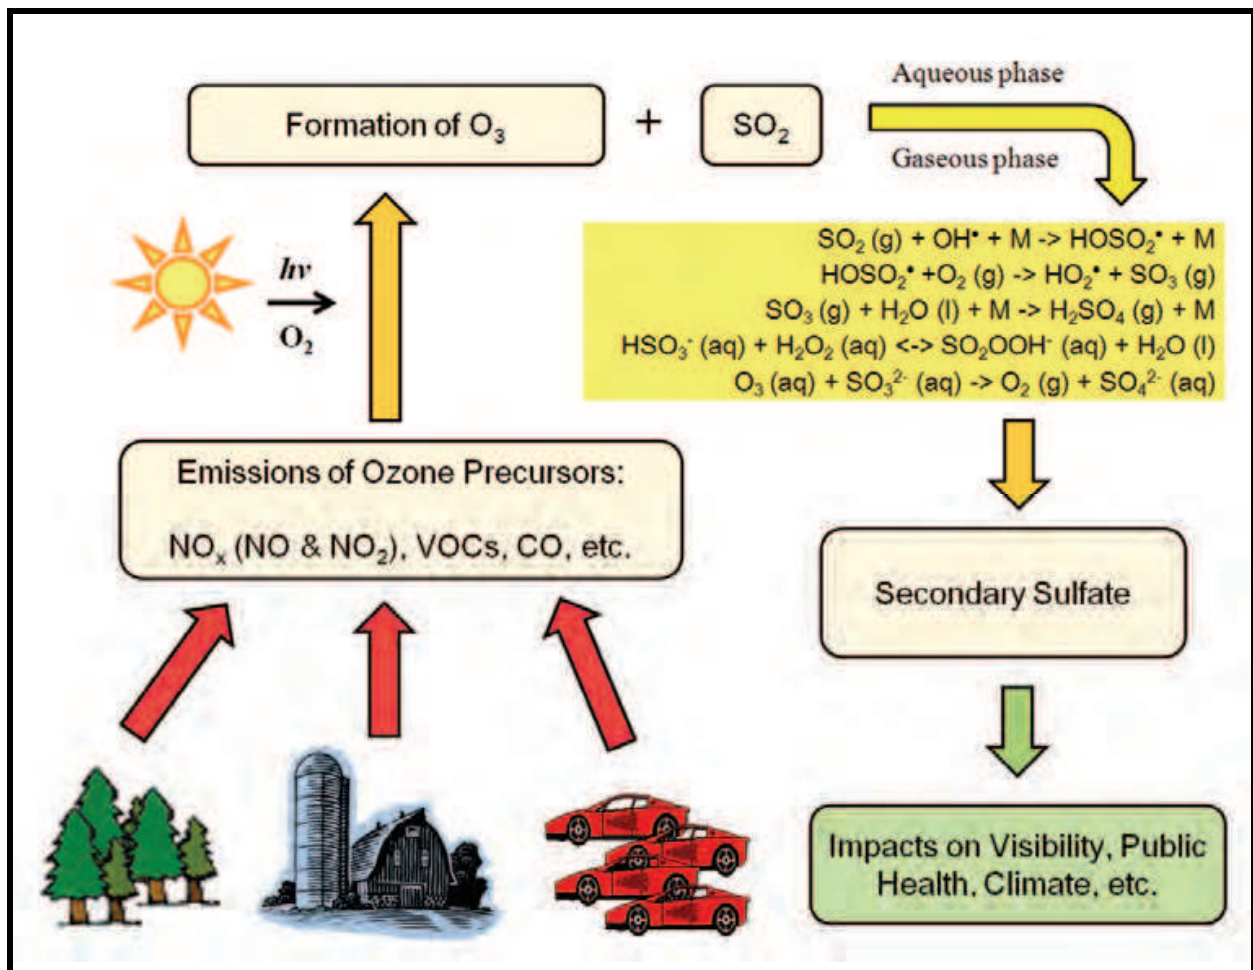 Formation of O₃
+
SO₂
Aqueous phase
Gaseous phase
hv
O₂
SO₂ (g) + OH• + M -> HOSO₂• + M
HOSO₂• +O₂ (g) -> HO₂• + SO₃ (g)
SO₃ (g) + H₂O (l) + M -> H₂SO₄ (g) + M
HSO₃⁻ (aq) + H₂O₂ (aq) <-> SO₂OOH⁻ (aq) + H₂O (l)
O₃ (aq) + SO₃²⁻ (aq) -> O₂ (g) + SO₄²⁻ (aq)
Emissions of Ozone Precursors:
NOₓ (NO & NO₂), VOCs, CO, etc.
Secondary Sulfate
Impacts on Visibility, Public
Health, Climate, etc.